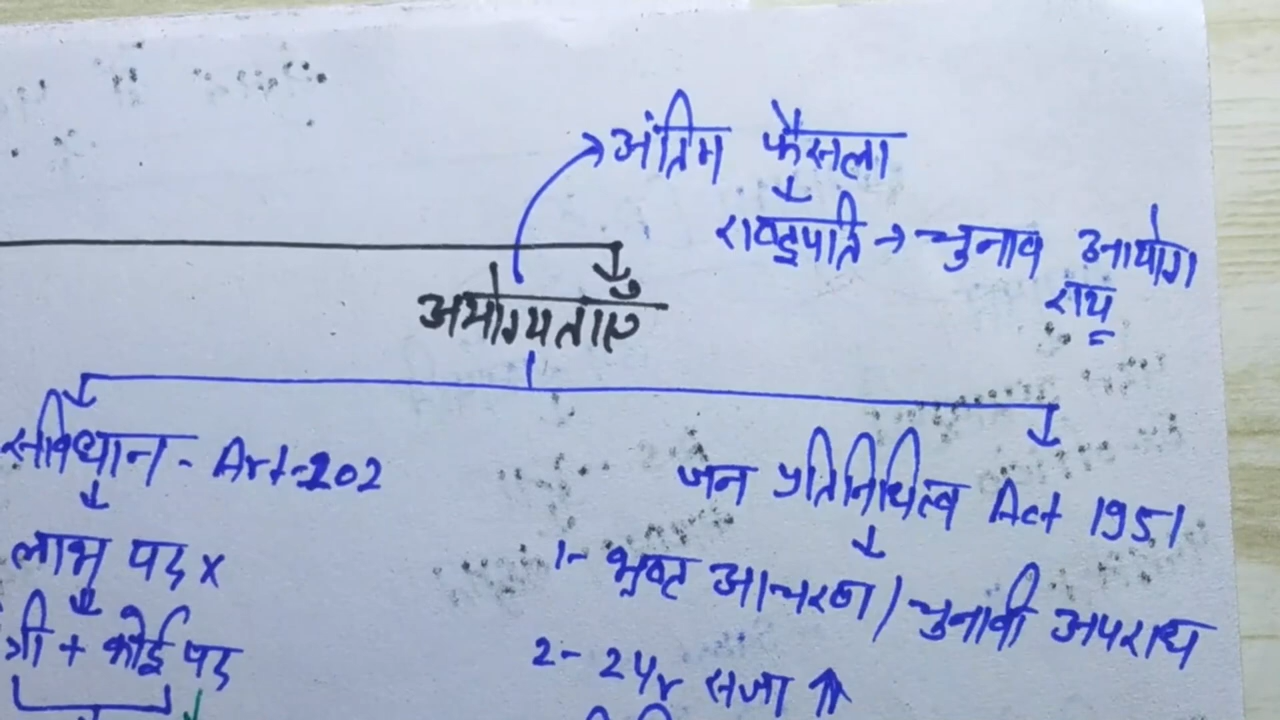 अंतिम फैसला
राष्ट्रपति → चुनाव आयोग
राय
अयोग्यताए
संविधान - Art-102
जन प्रतिनिधित्व Act 1951
लाभ पद x
1- भ्रष्ट आचरण / चुनावी अपराध
त्री + कोई पद
2- 2yr सजा ⇑